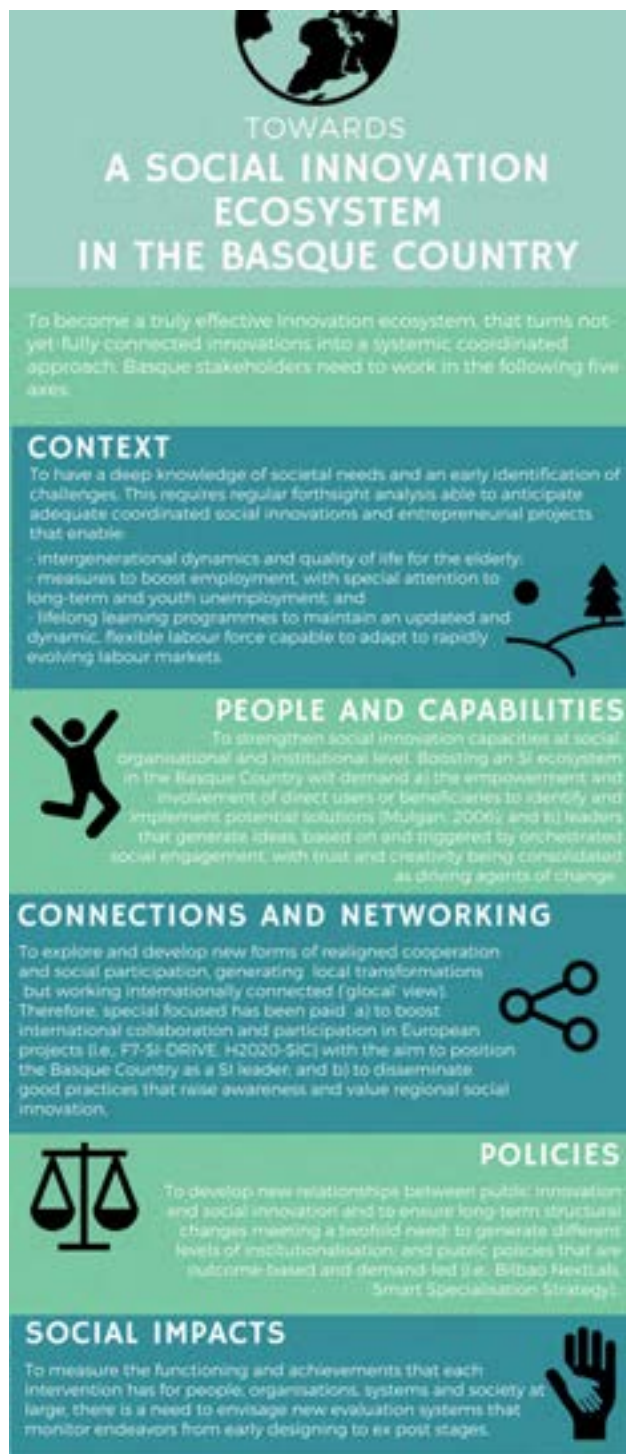 TOWARDS
A SOCIAL INNOVATION
ECOSYSTEM
IN THE BASQUE COUNTRY
To become a truly effective Innovation ecosystem, that turns not-
yet-fully connected innovations into a systemic coordinated
approach, Basque stakeholders need to work in the following five
axes.
CONTEXT
To have a deep knowledge of societal needs and an early identification of
challenges. This requires regular forthsight analysis able to anticipate
adequate coordinated social innovations and entrepreneurial projects
that enable:
- intergenerational dynamics and quality of life for the elderly;
- measures to boost employment, with special attention to
long-term and youth unemployment; and
- lifelong learning programmes to maintain an updated and
dynamic, flexible labour force capable to adapt to rapidly
evolving labour markets.
PEOPLE AND CAPABILITIES
To strengthen social innovation capacities at social,
organisational and institutional level. Boosting an SI ecosystem
in the Basque Country will demand a) the empowerment and
involvement of direct users or beneficiaries to identify and
implement potential solutions (Mulgan, 2006); and b) leaders
that generate ideas, based on and triggered by orchestrated
social engagement, with trust and creativity being consolidated
as driving agents of change.
CONNECTIONS AND NETWORKING
To explore and develop new forms of realigned cooperation
and social participation, generating local transformations
but working internationally connected ('glocal' view).
Therefore, special focused has been paid a) to boost
international collaboration and participation in European
projects (i.e., F7-SI-DRIVE, H2020-SIC) with the aim to position
the Basque Country as a SI leader; and b) to disseminate
good practices that raise awareness and value regional social
innovation.
POLICIES
To develop new relationships between public innovation
and social innovation and to ensure long-term structural
changes meeting a twofold need: to generate different
levels of institutionalisation; and public policies that are
outcome-based and demand-led (i.e.: Bilbao NextLab,
Smart Specialisation Strategy).
SOCIAL IMPACTS
To measure the functioning and achievements that each
intervention has for people, organisations, systems and society at
large, there is a need to envisage new evaluation systems that
monitor endeavors from early designing to ex post stages.